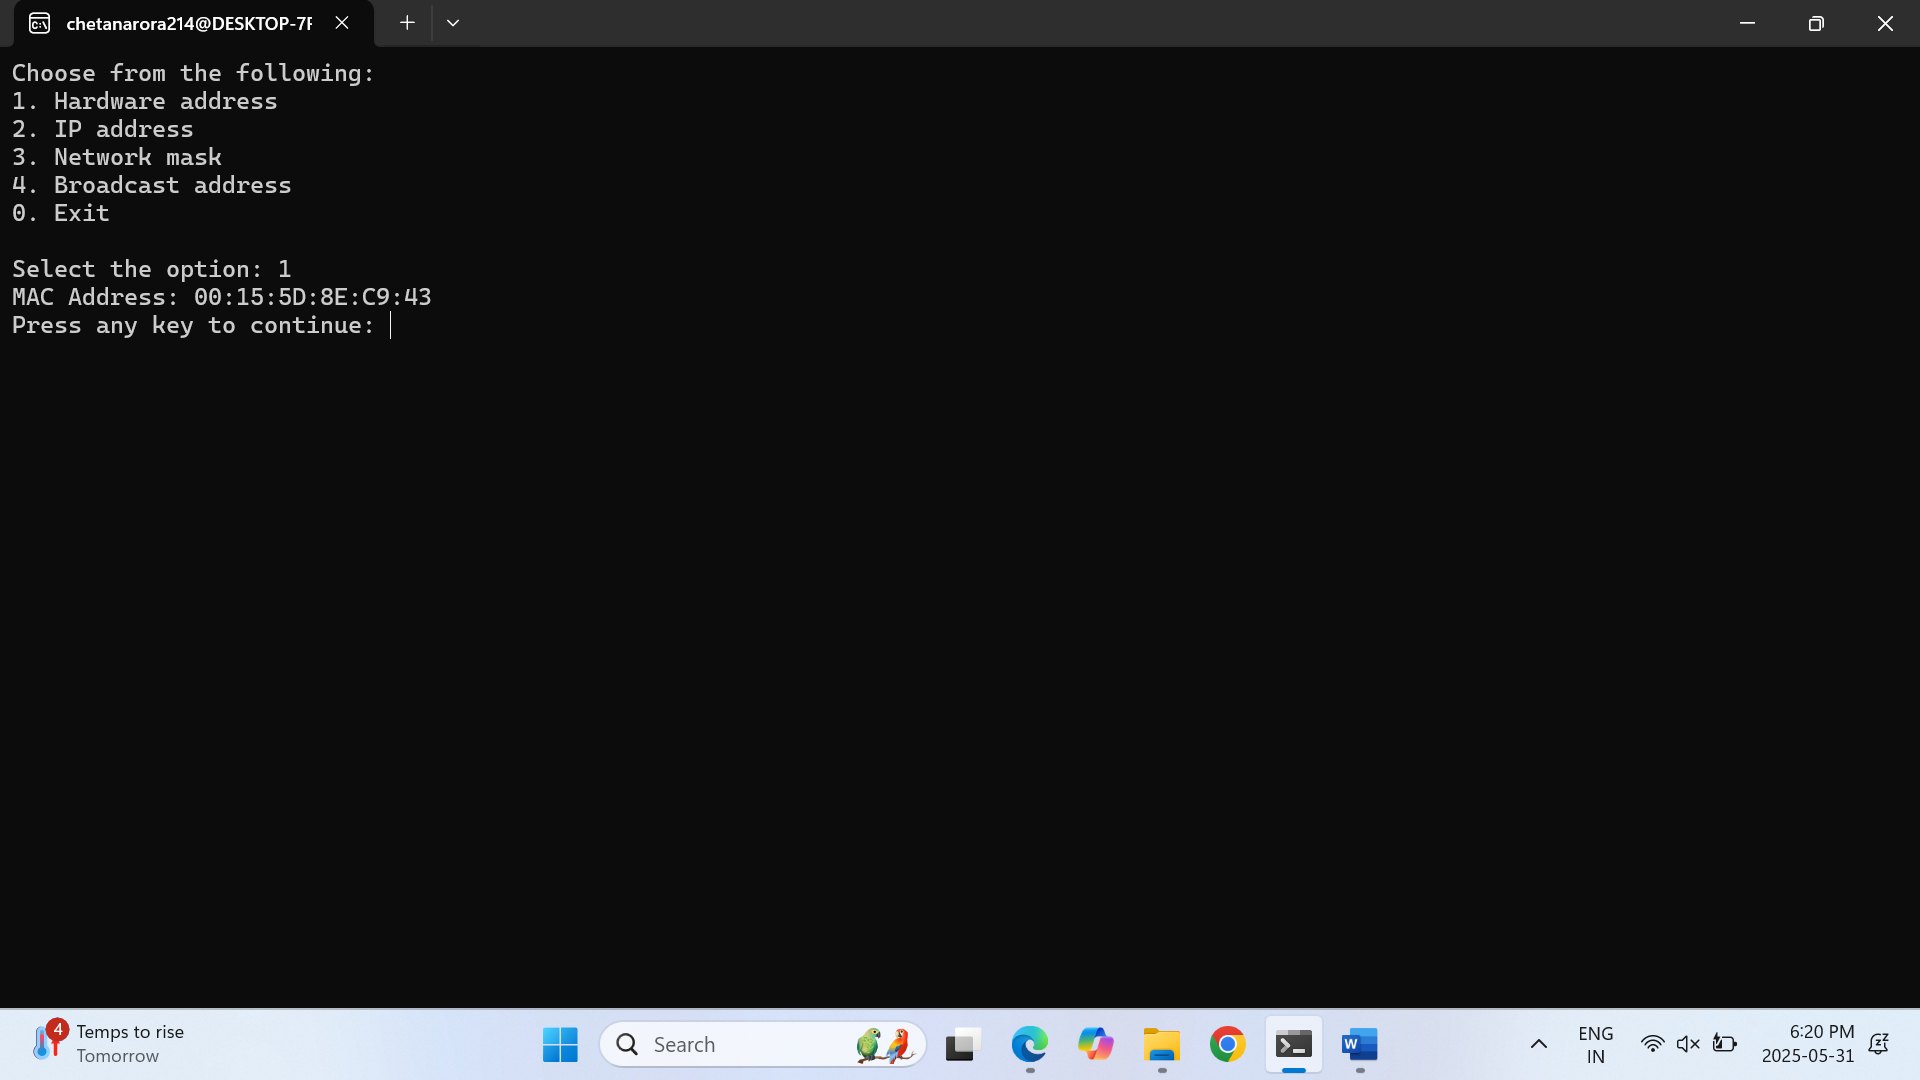 chetanarora214@DESKTOP-7F
Choose from the following:
1. Hardware address
2. IP address
3. Network mask
4. Broadcast address
0. Exit
Select the option: 1
MAC Address: 00:15:5D:8E:C9:43
Press any key to continue:
4
Temps to rise
Tomorrow
Search
W
ENG
IN
6:20 PM
2025-05-31